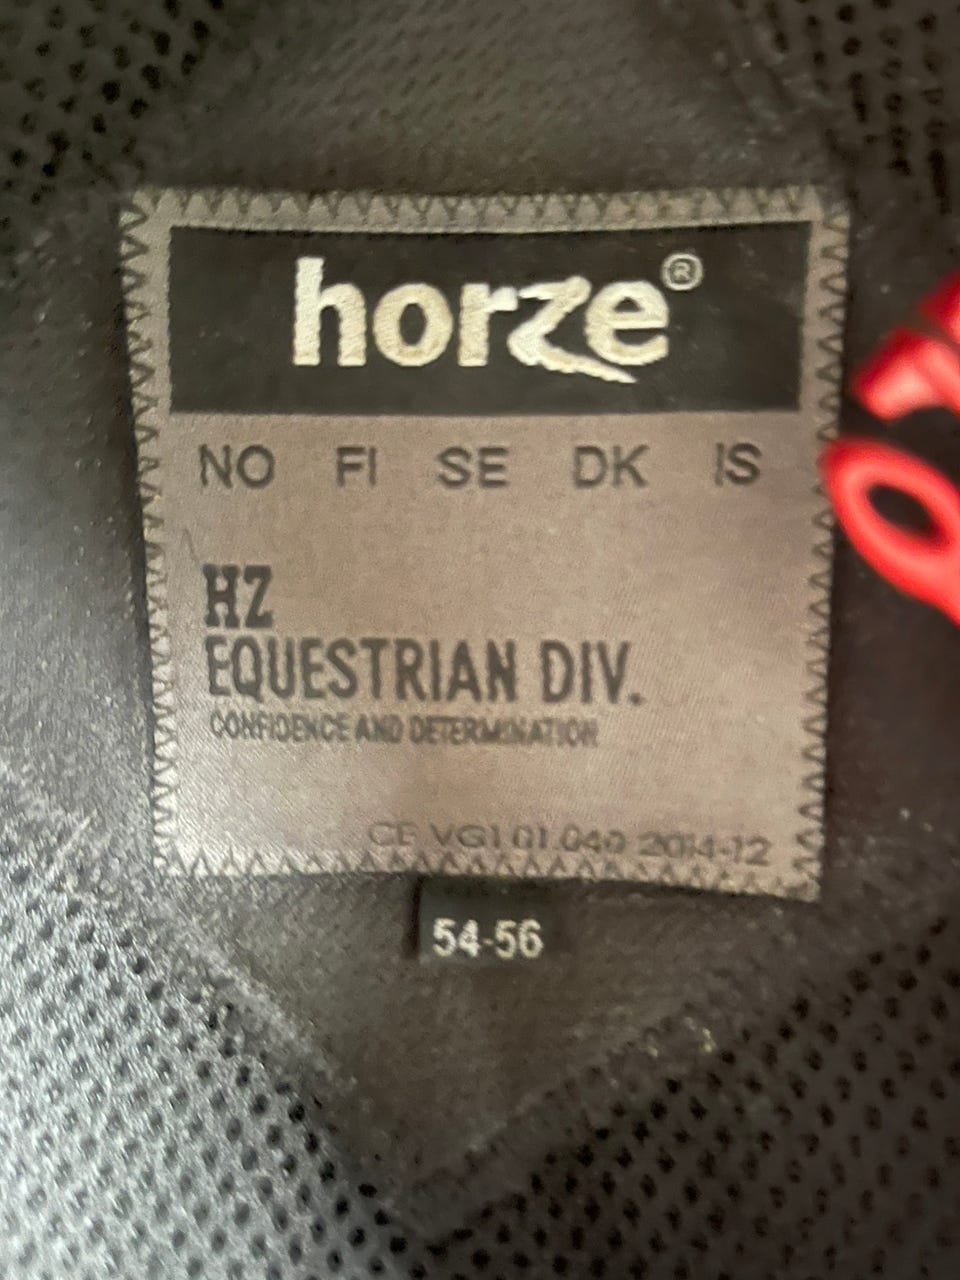 horze®
NO FI SE DK IS
HZ
EQUESTRIAN DIV.
CONFIDENCE AND DETERMINATION
CE VG1 01.040 2014-12
54-56